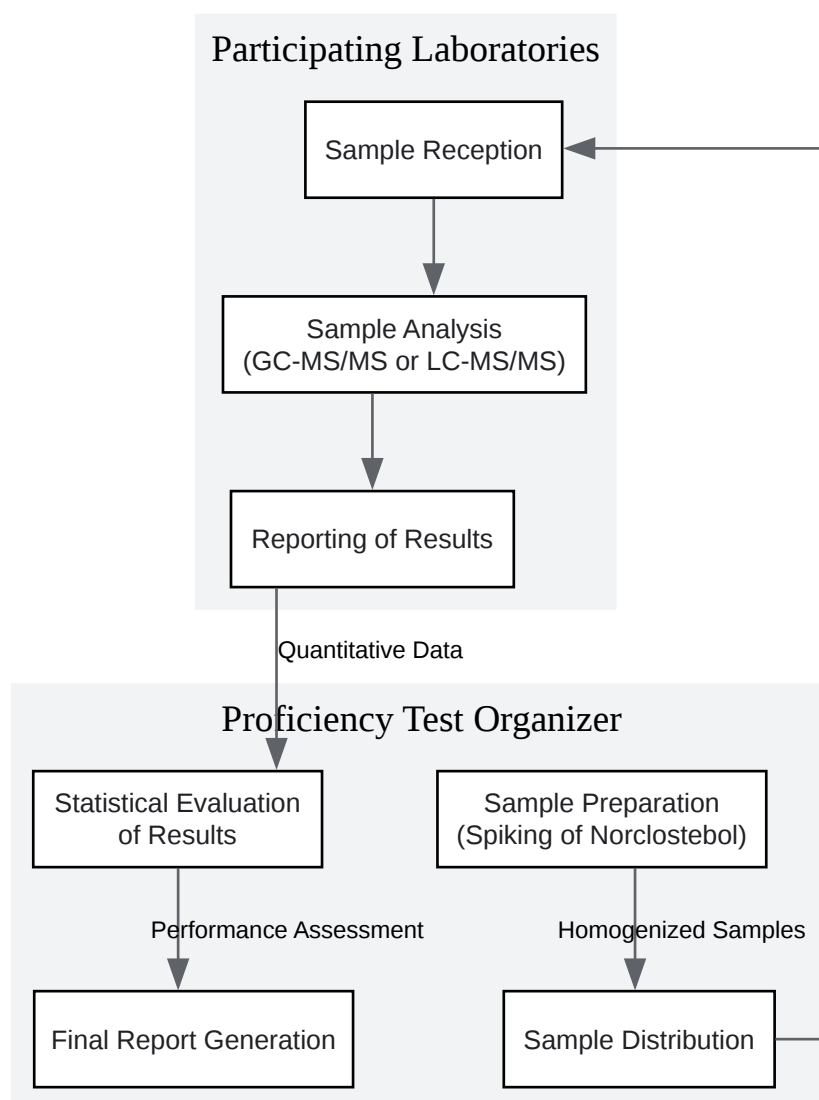 Participating Laboratories
Sample Reception
Sample Analysis
(GC-MS/MS or LC-MS/MS)
Reporting of Results
Quantitative Data
Proficiency Test Organizer
Statistical Evaluation
of Results
Sample Preparation
(Spiking of Norclostebol)
Performance Assessment
Homogenized Samples
Final Report Generation
Sample Distribution